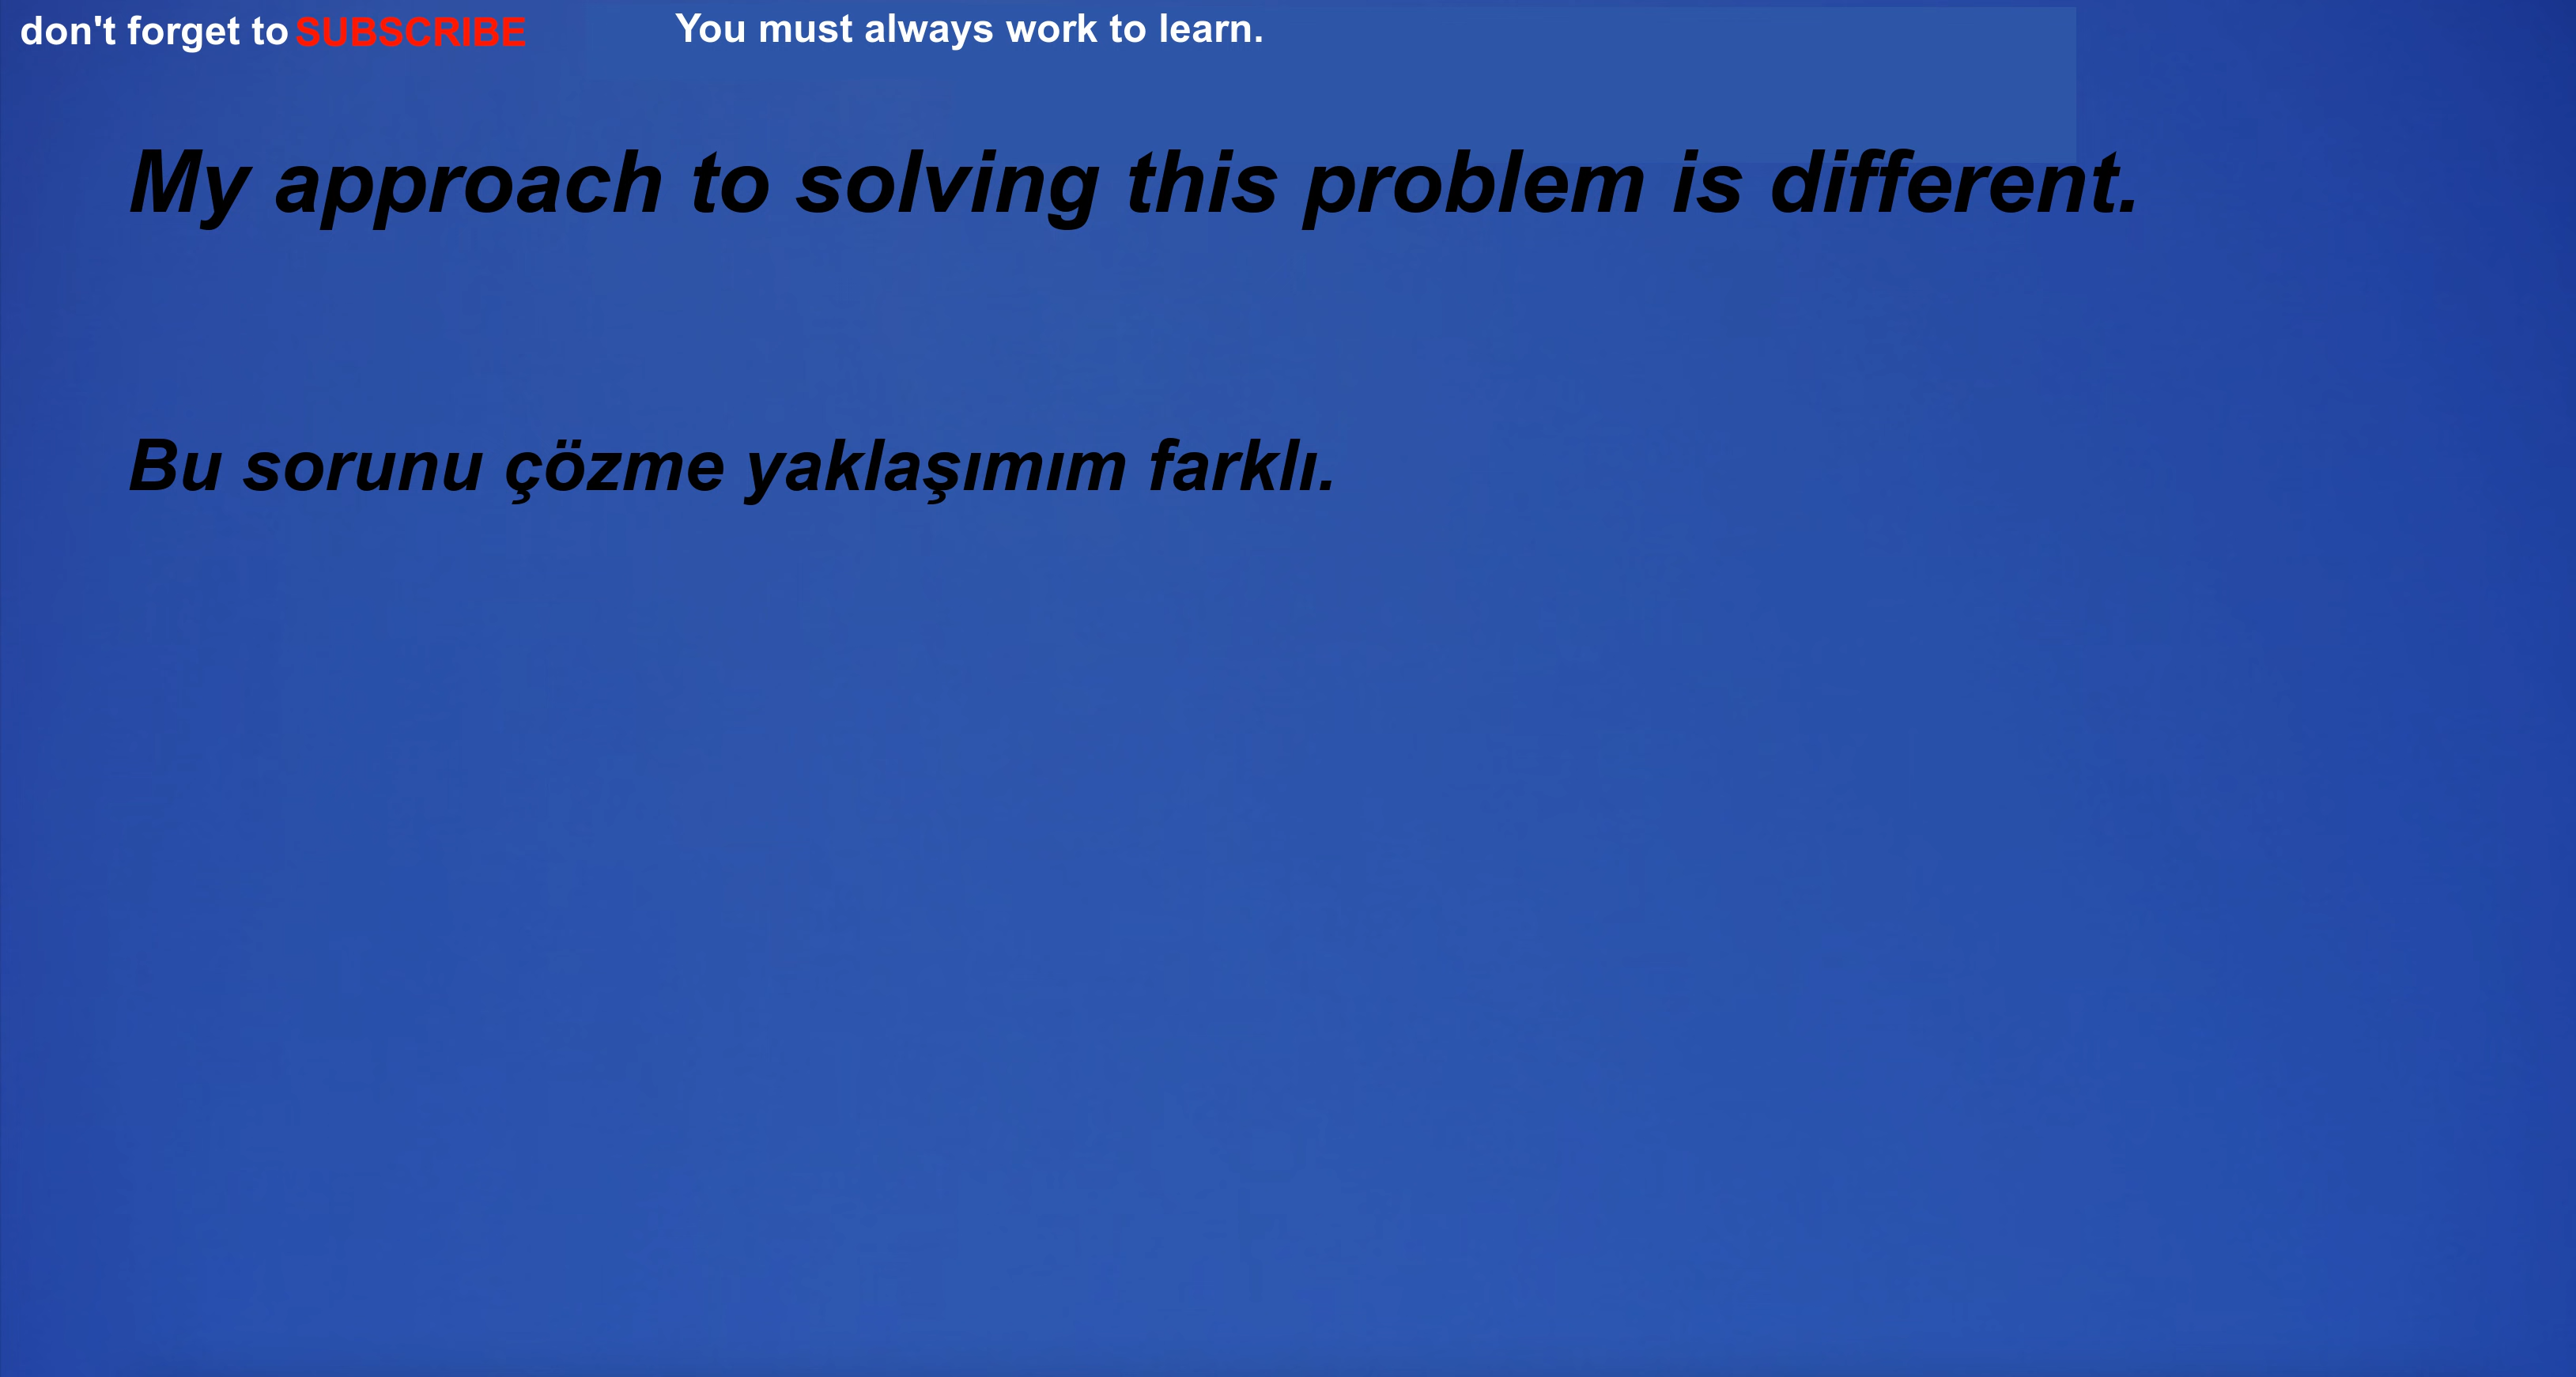 don't forget to SUBSCRIBE You must always work to learn.
My approach to solving this problem is different.
Bu sorunu çözme yaklaşımım farklı.